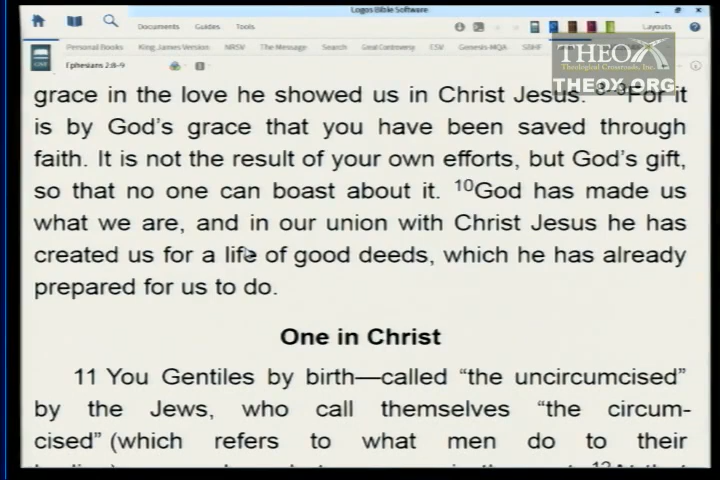 Logos Bible Software
Documents Guides Tools
Layouts
Personal Books King James Version NRSV The Message Search Great Controversy ESV Genesis-MQA
Ephesians 2:8-9
THEOX
Theological Crossroads, Inc.
THEOX.ORG
grace in the love he showed us in Christ Jesus. 8–9For it
is by God's grace that you have been saved through
faith. It is not the result of your own efforts, but God's gift,
so that no one can boast about it. 10God has made us
what we are, and in our union with Christ Jesus he has
created us for a life of good deeds, which he has already
prepared for us to do.
One in Christ
11 You Gentiles by birth—called “the uncircumcised”
by the Jews, who call themselves “the circum-
cised” (which refers to what men do to their